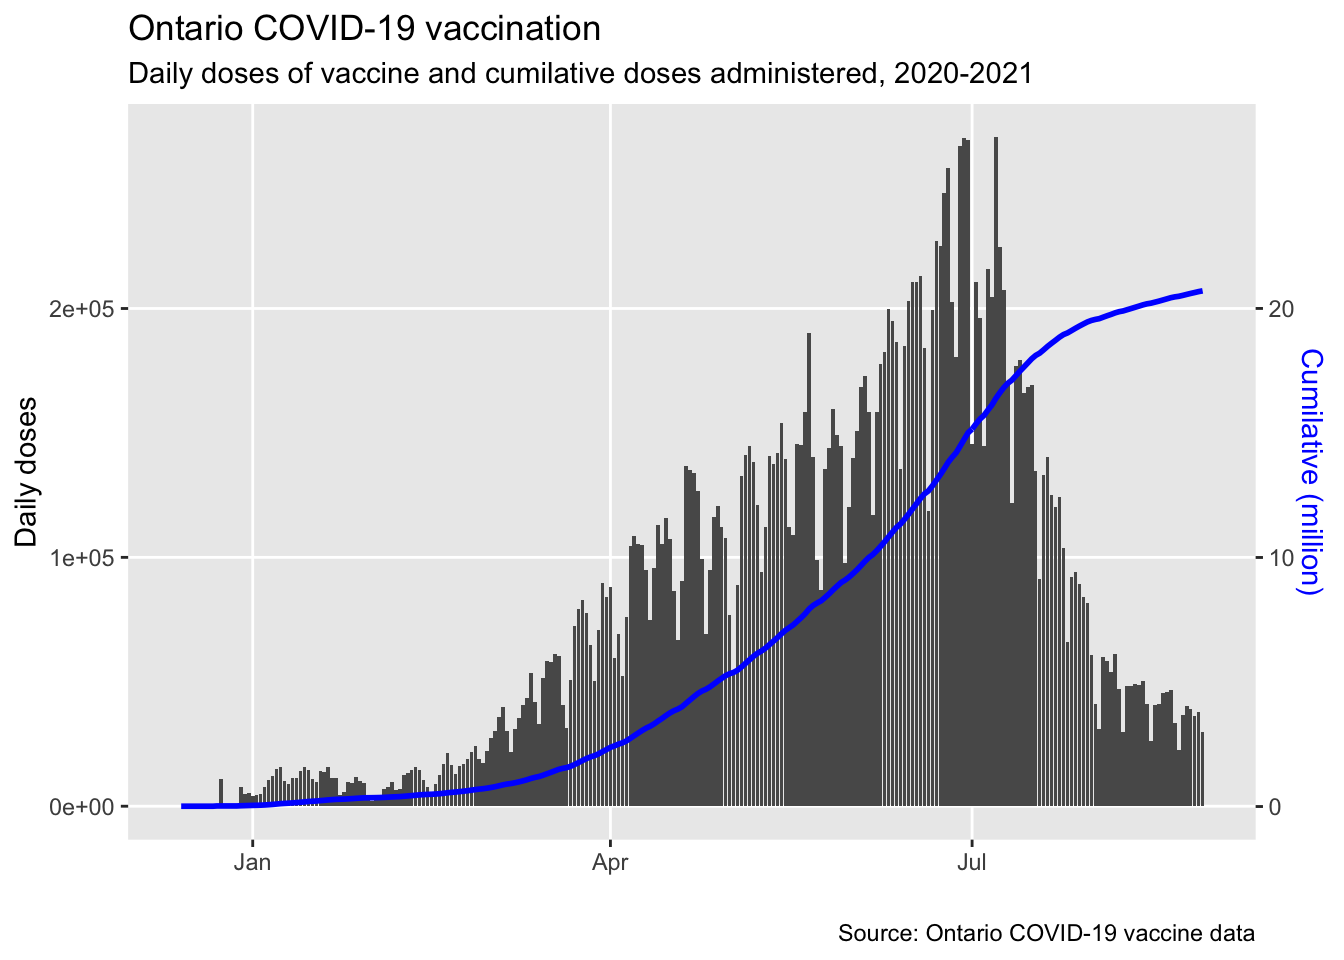 Ontario COVID-19 vaccination
Daily doses of vaccine and cumilative doses administered, 2020-2021
Daily doses
2e+05
1e+05
0e+00
20
10
0
Cumilative (million)
Jan
Apr
Jul
Source: Ontario COVID-19 vaccine data